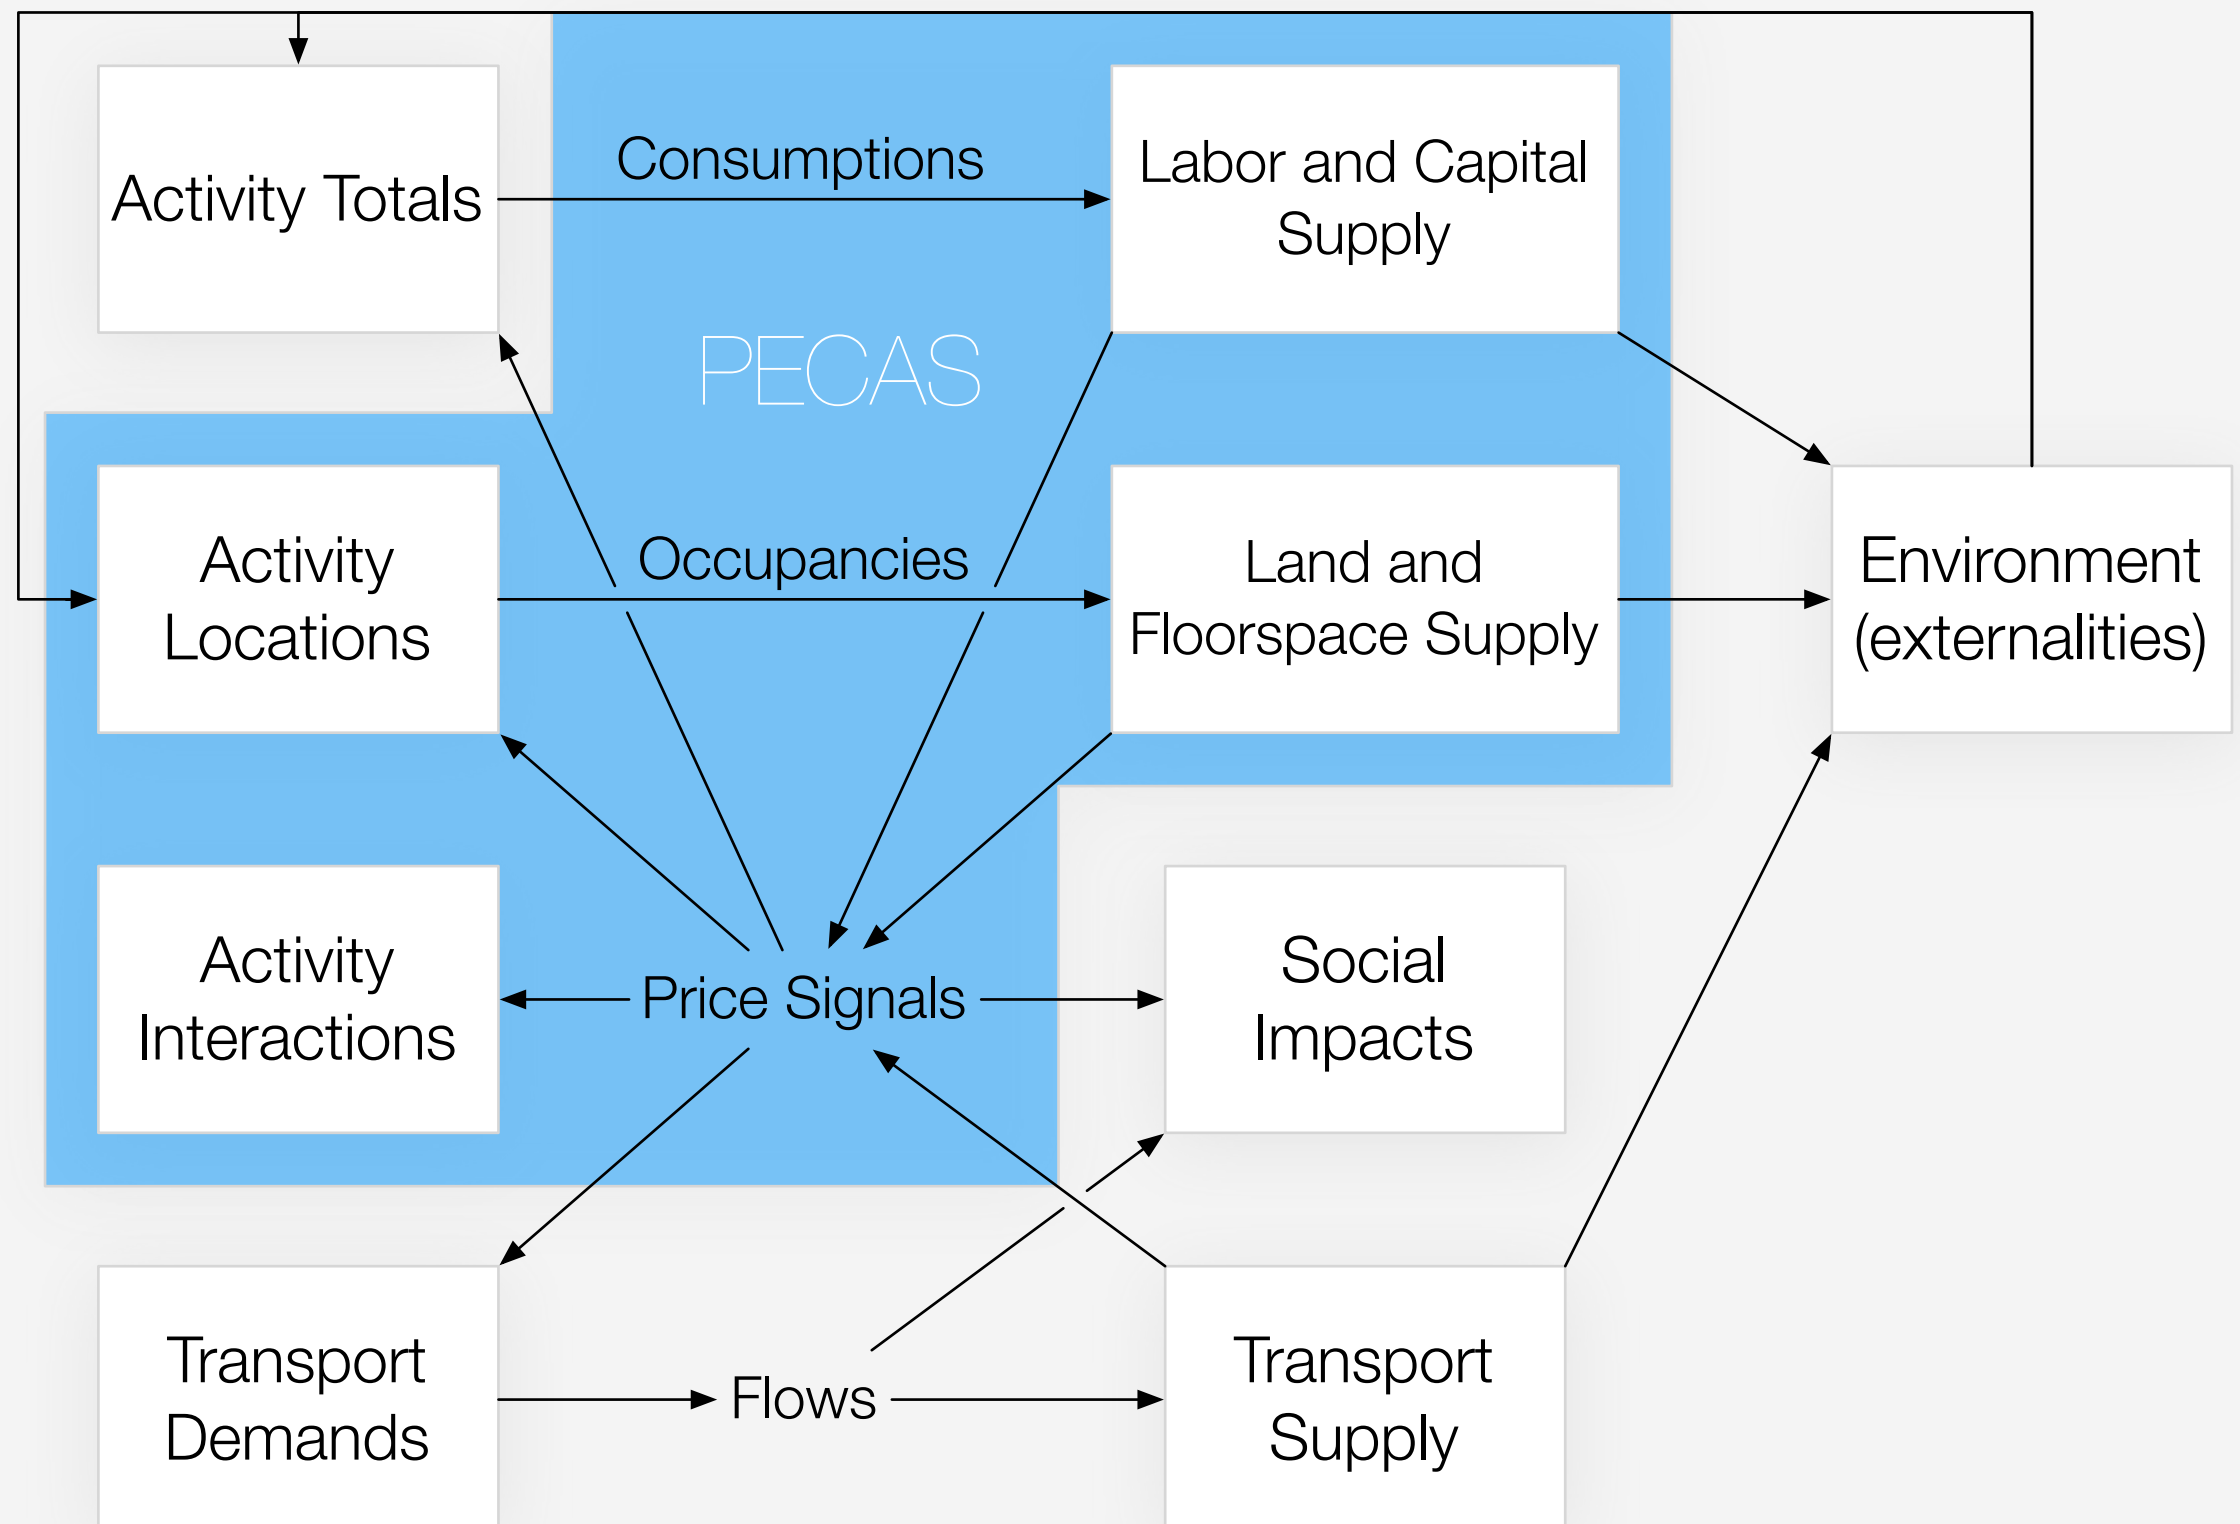 Activity Totals
Consumptions
Labor and Capital
Supply
PECAS
Activity
Locations
Occupancies
Land and
Floorspace Supply
Environment
(externalities)
Activity
Interactions
Price Signals
Social
Impacts
Transport
Demands
Flows
Transport
Supply